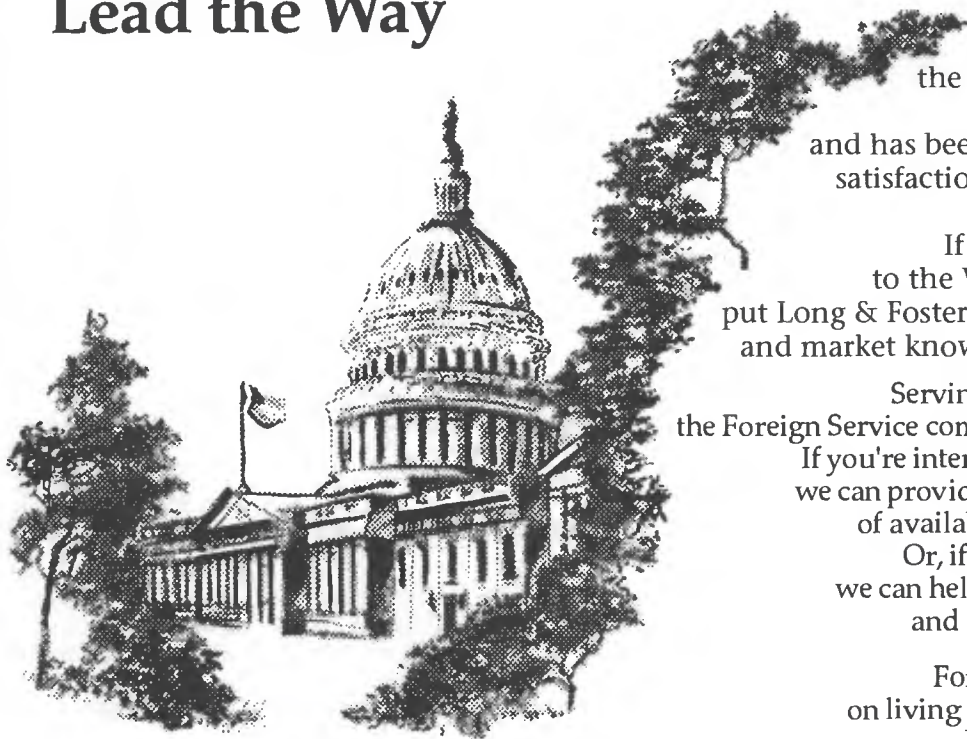 Lead the Way
the
and has bee
satisfactio
If
to the
put Long & Foster
and market know
Servin
the Foreign Service com
If you're inter
we can provid
of availa
Or, if
we can hel
and
For
on living